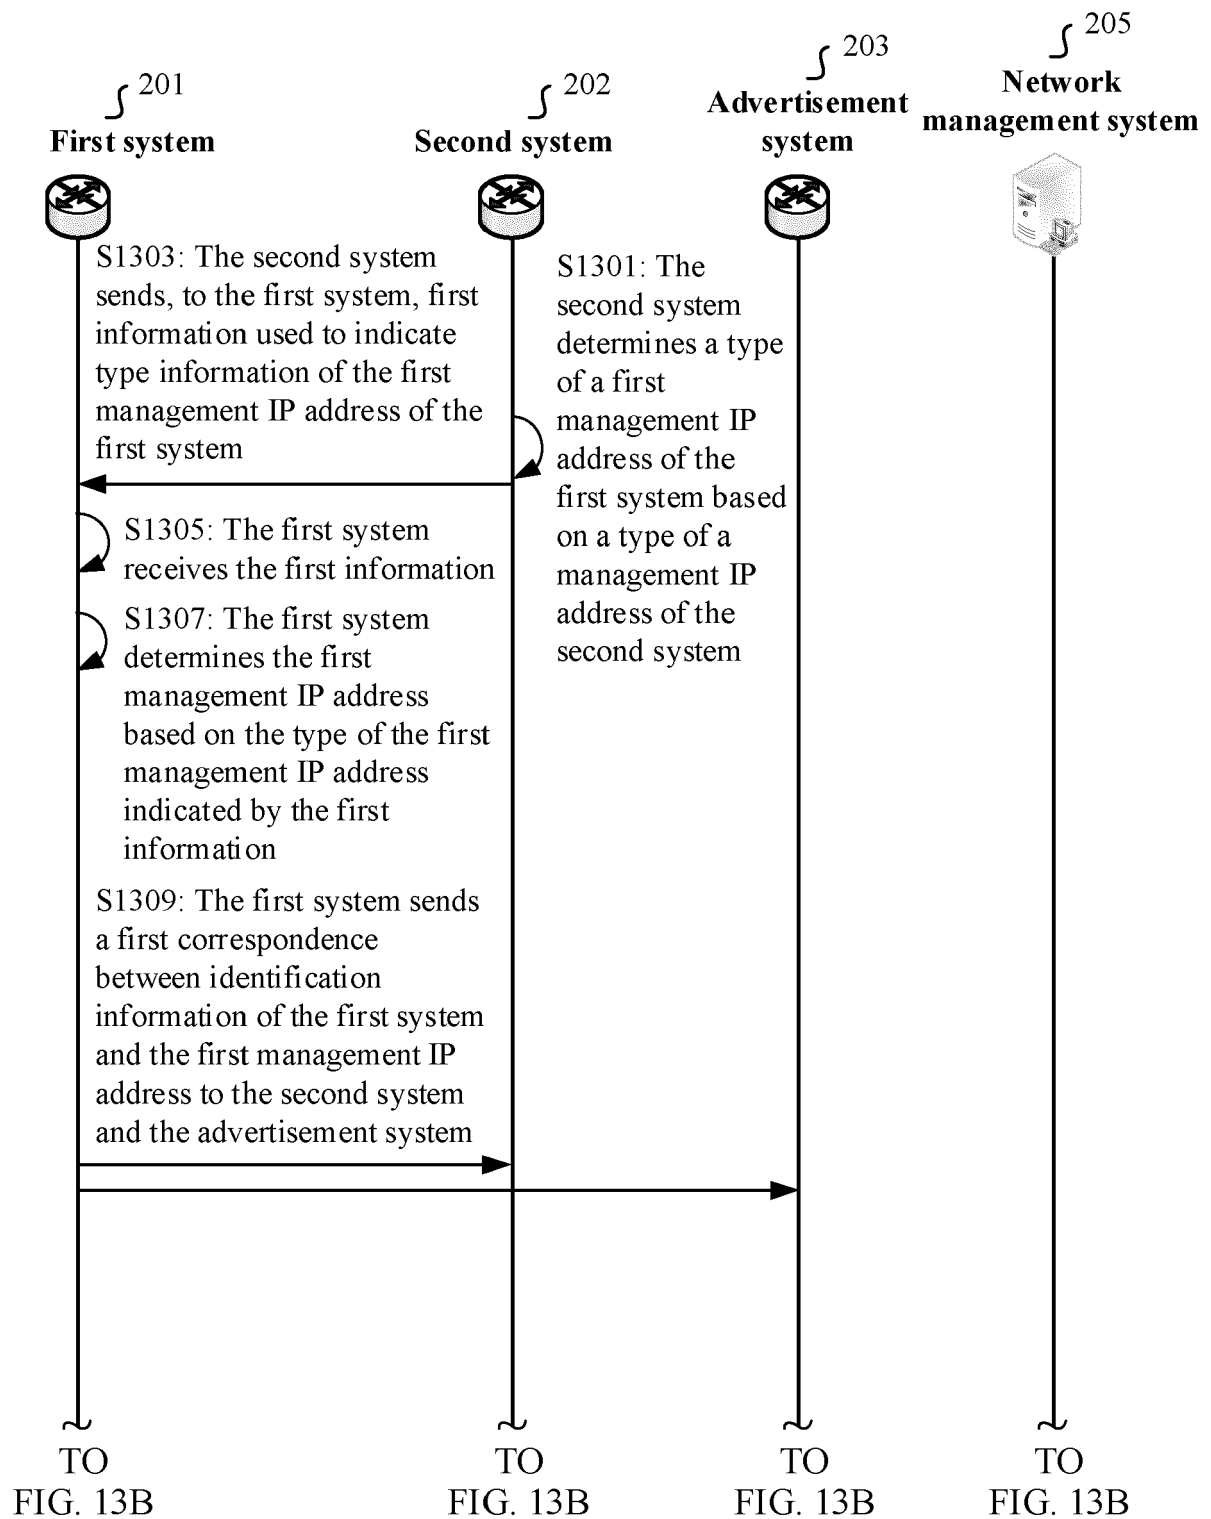 201
First system
202
Second system
203
Advertisement
system
205
Network
management system
S1303: The second system
sends, to the first system, first
information used to indicate
type information of the first
management IP address of the
first system
S1301: The
second system
determines a type
of a first
management IP
address of the
first system based
on a type of a
management IP
address of the
second system
S1305: The first system
receives the first information
S1307: The first system
determines the first
management IP address
based on the type of the first
management IP address
indicated by the first
information
S1309: The first system sends
a first correspondence
between identification
information of the first system
and the first management IP
address to the second system
and the advertisement system
TO
FIG. 13B
TO
FIG. 13B
TO
FIG. 13B
TO
FIG. 13B